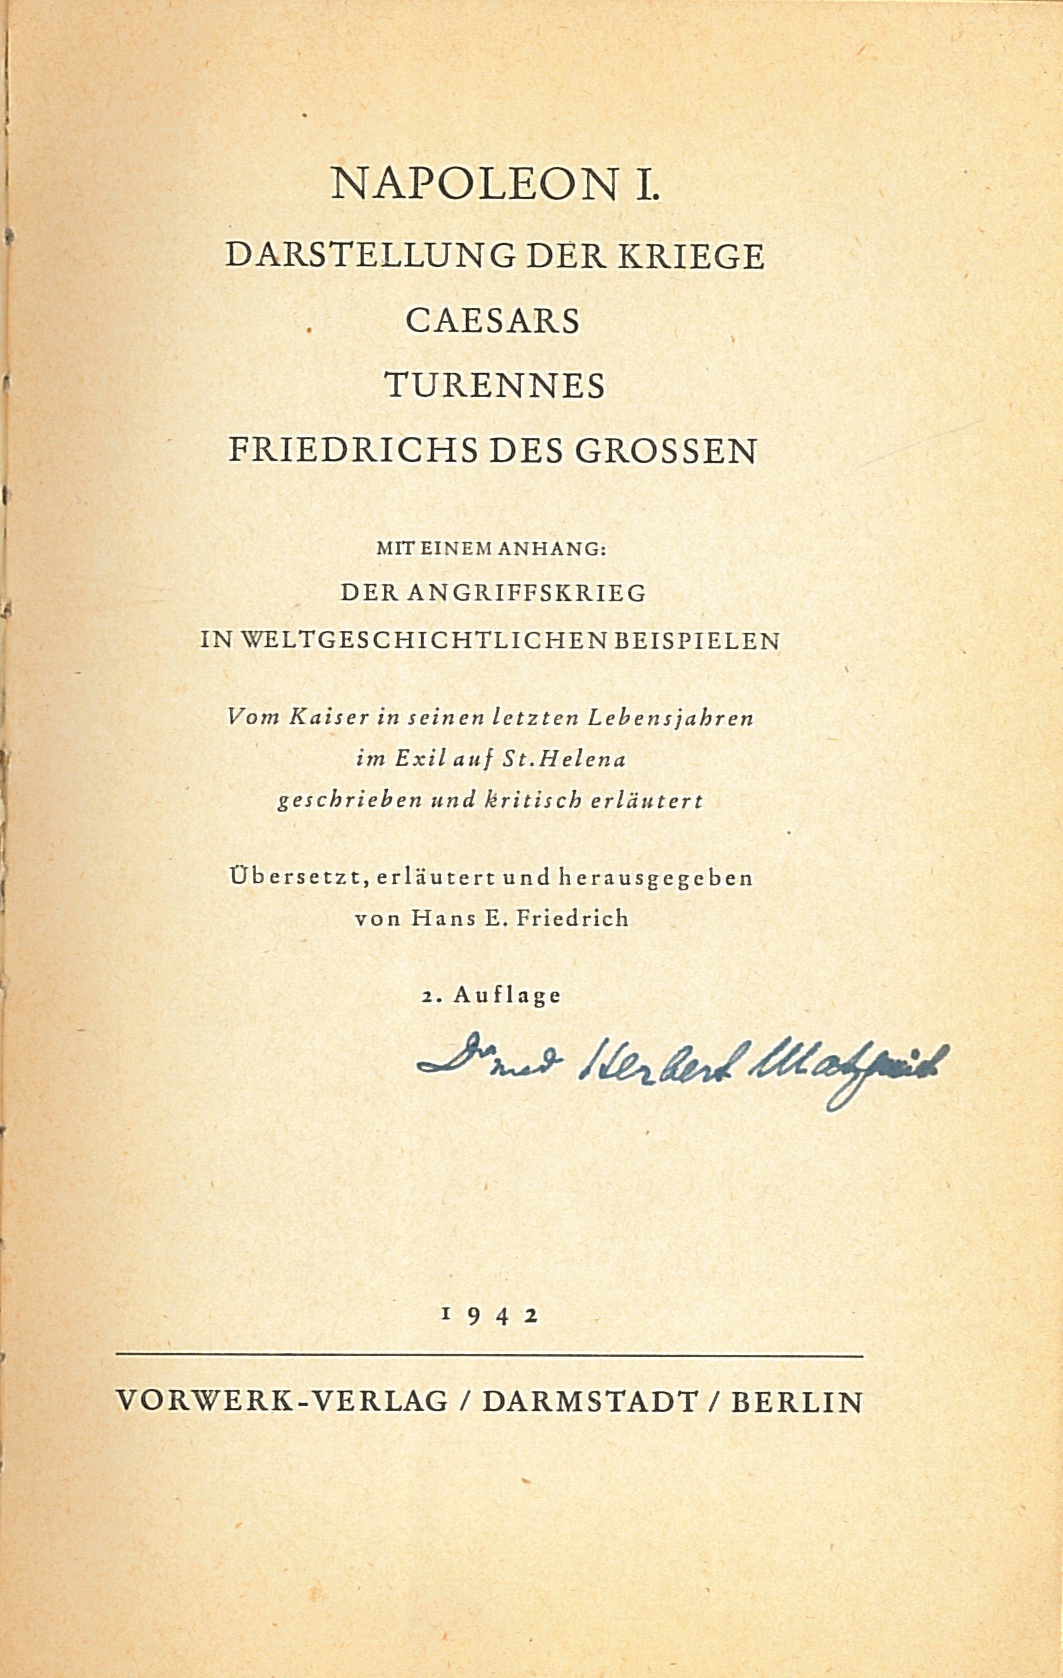 NAPOLEON I.
DARSTELLUNG DER KRIEGE
CAESARS
TURENNES
FRIEDRICHS DES GROSSEN
MIT EINEM ANHANG:
DER ANGRIFFSKRIEG
IN WELTGESCHICHTLICHEN BEISPIELEN
Vom Kaiser in seinen letzten Lebensjahren
im Exil auf St. Helena
geschrieben und kritisch erläutert
Übersetzt, erläutert und herausgegeben
von Hans E. Friedrich
2. Auflage
Dr med Herbert
1942
VORWERK-VERLAG / DARMSTADT / BERLIN